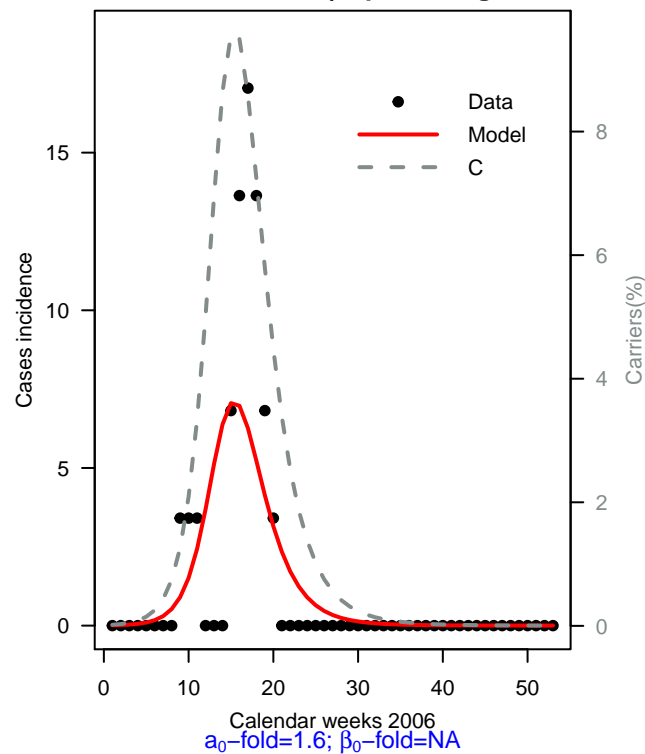 Data
Model
C
15
10
5
0
8
6
4
2
0
Cases incidence
Carriers(%)
0 10 20 30 40 50
Calendar weeks 2006
a₀−fold=1.6; β₀−fold=NA